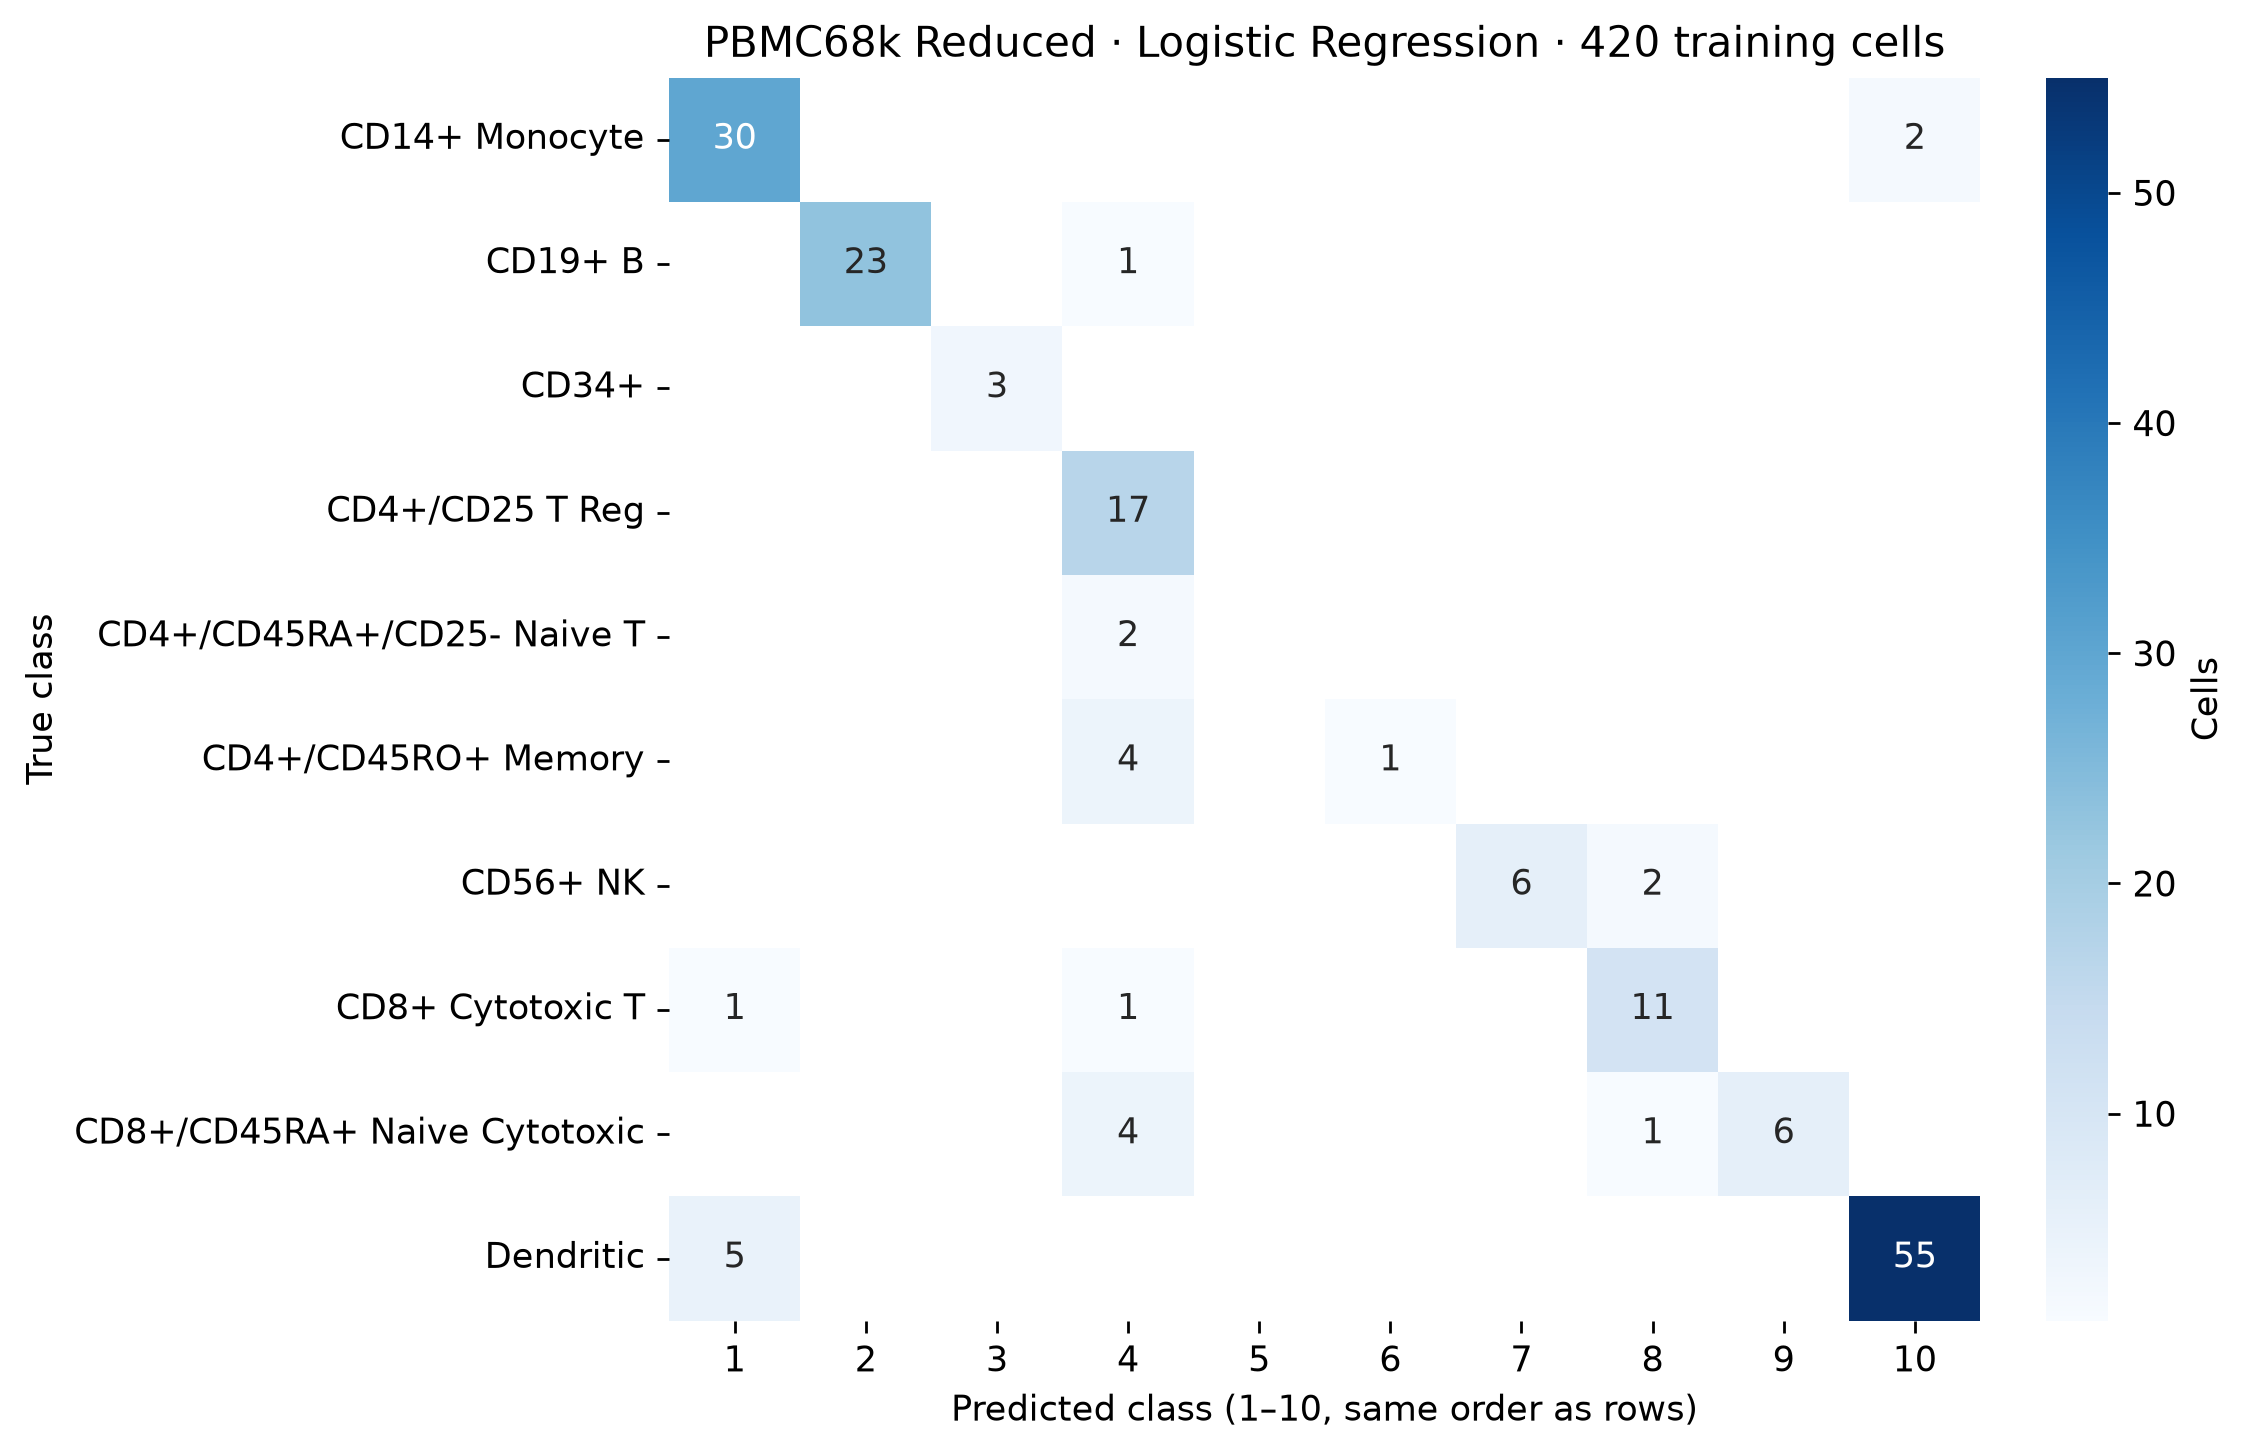 PBMC68k Reduced · Logistic Regression · 420 training cells
True class
CD14+ Monocyte 30 2
CD19+ B 23 1
CD34+ 3
CD4+/CD25 T Reg 17
CD4+/CD45RA+/CD25- Naive T 2
CD4+/CD45RO+ Memory 4 1
CD56+ NK 6 2
CD8+ Cytotoxic T 1 1 11
CD8+/CD45RA+ Naive Cytotoxic 4 1 6
Dendritic 5 55
1 2 3 4 5 6 7 8 9 10
Predicted class (1–10, same order as rows)
50
40
30
20
10
Cells